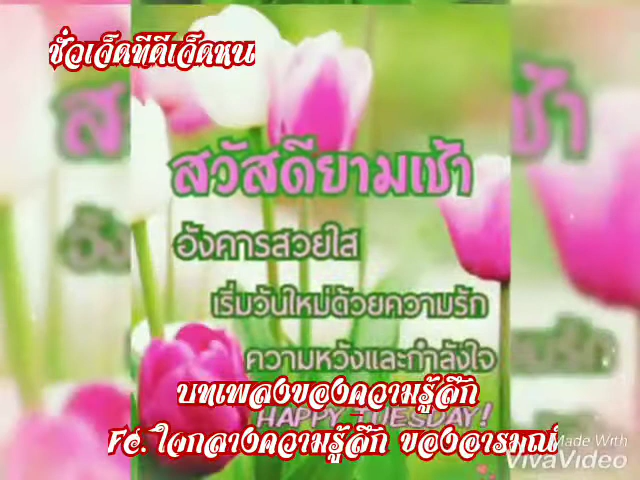 ชั่วเจ็ดทีดีเจ็ดหน
สวัสดียามเช้า
อังคารสวยใส
เริ่มวันใหม่ด้วยความรัก
ความหวังและกำลังใจ
บทเพลงของความรู้สึก
HAPPY TUESDAY!
Fc. ใจกลางความรู้สึก ของอารมณ์
Made With
VivaVideo